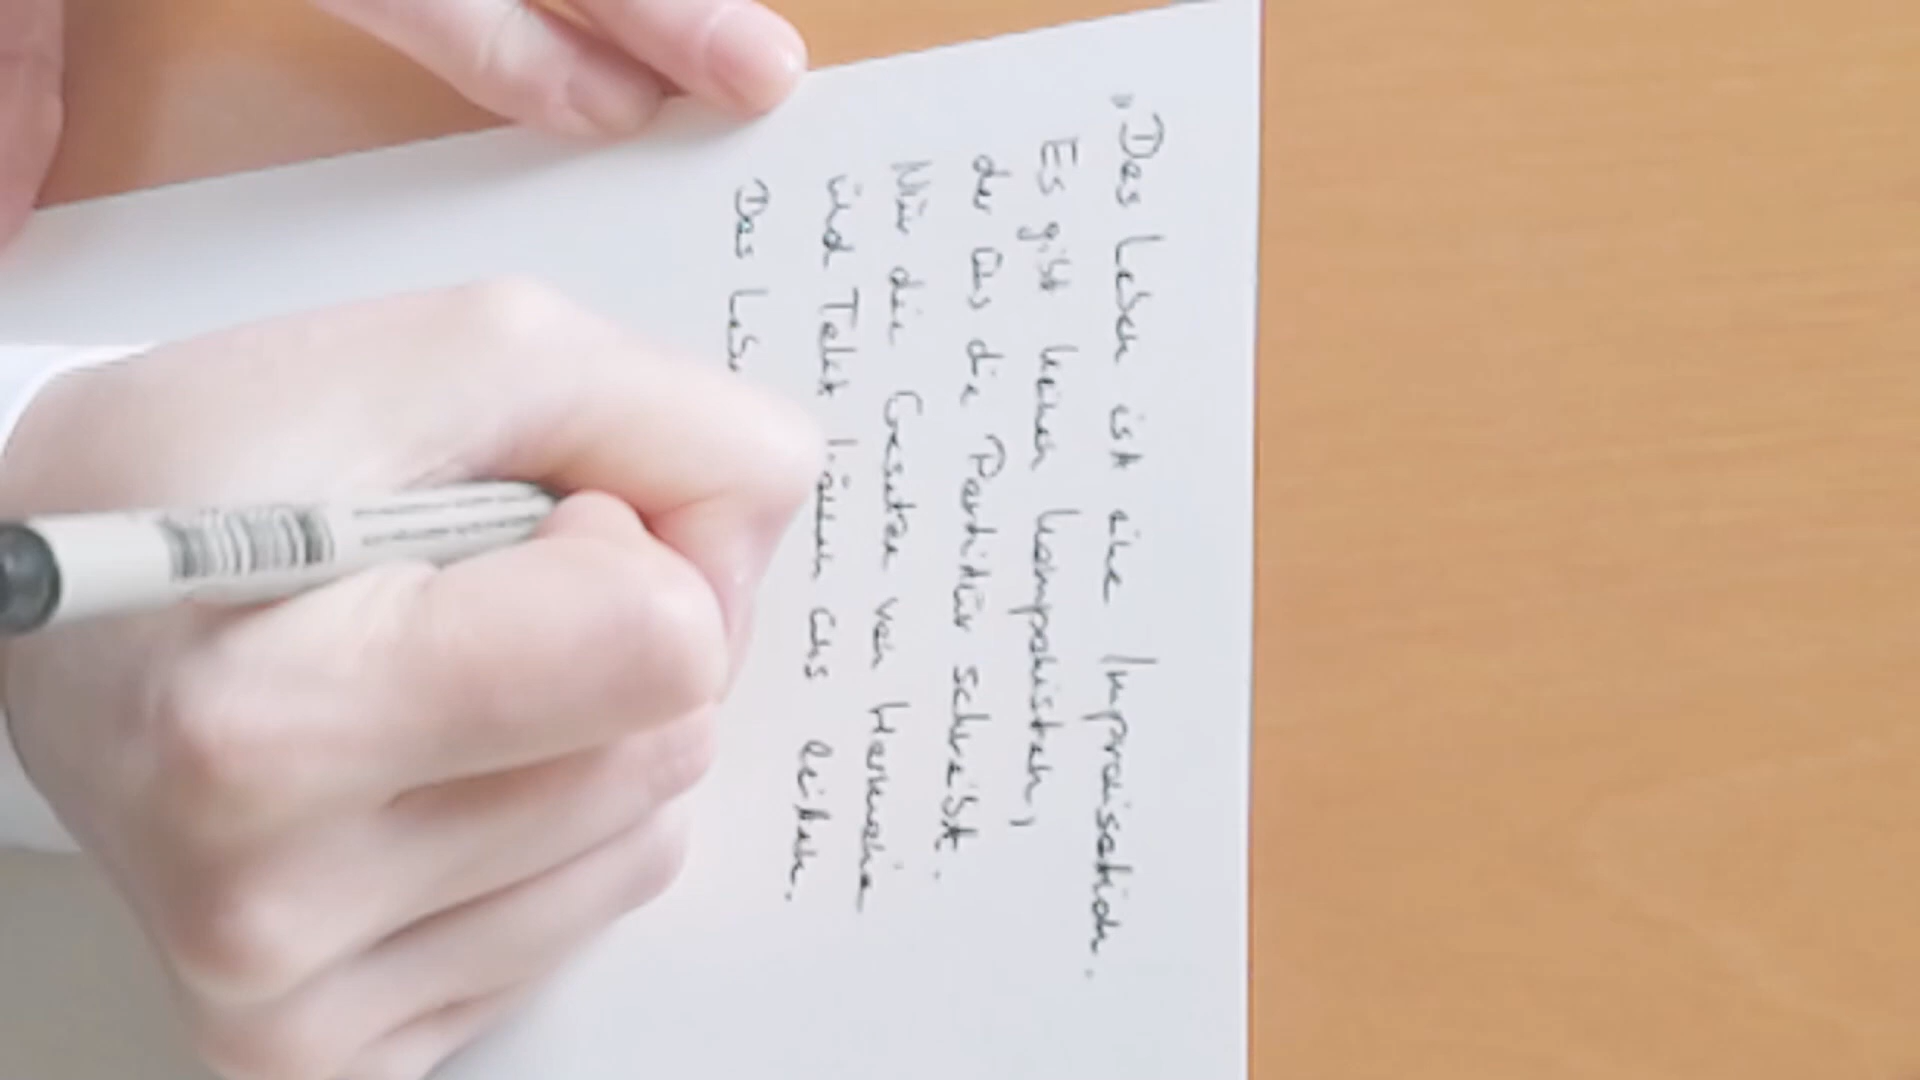 „Das Leben ist eine Improvisation.
Es gibt keinen Komponisten,
der uns die Partitur schreibt.
Nur die Gesetze von Harmonie
und Takt können uns leiten.
Das Leb